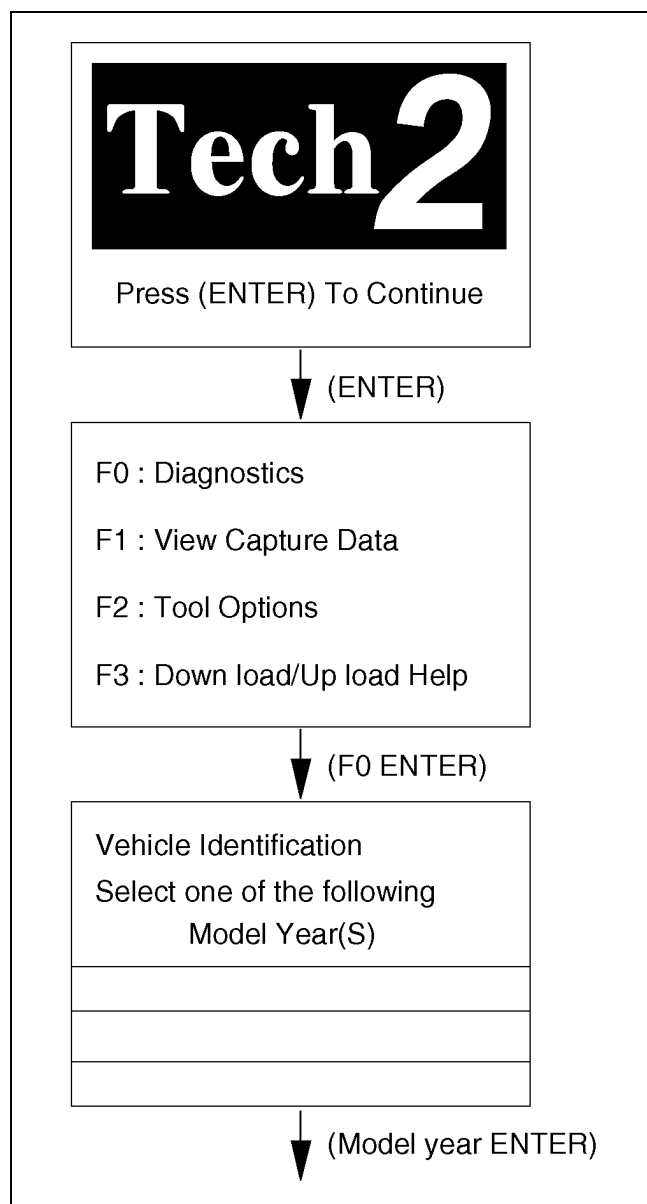 Tech2
Press (ENTER) To Continue
(ENTER)
F0 : Diagnostics
F1 : View Capture Data
F2 : Tool Options
F3 : Down load/Up load Help
(F0 ENTER)
Vehicle Identification
Select one of the following
Model Year(S)
(Model year ENTER)